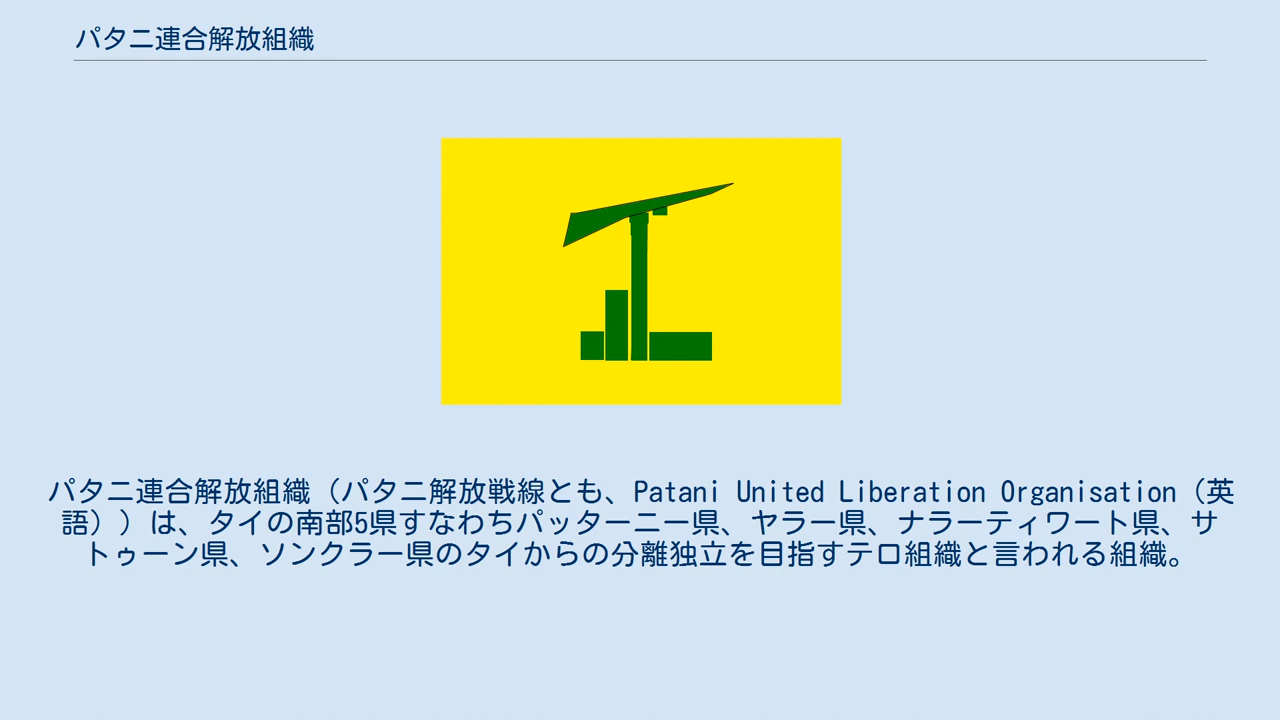 パタニ連合解放組織
パタニ連合解放組織（パタニ解放戦線とも、Patani United Liberation Organisation（英
語））は、タイの南部5県すなわちパッターニー県、ヤラー県、ナラーティワート県、サ
トゥーン県、ソンクラー県のタイからの分離独立を目指すテロ組織と言われる組織。